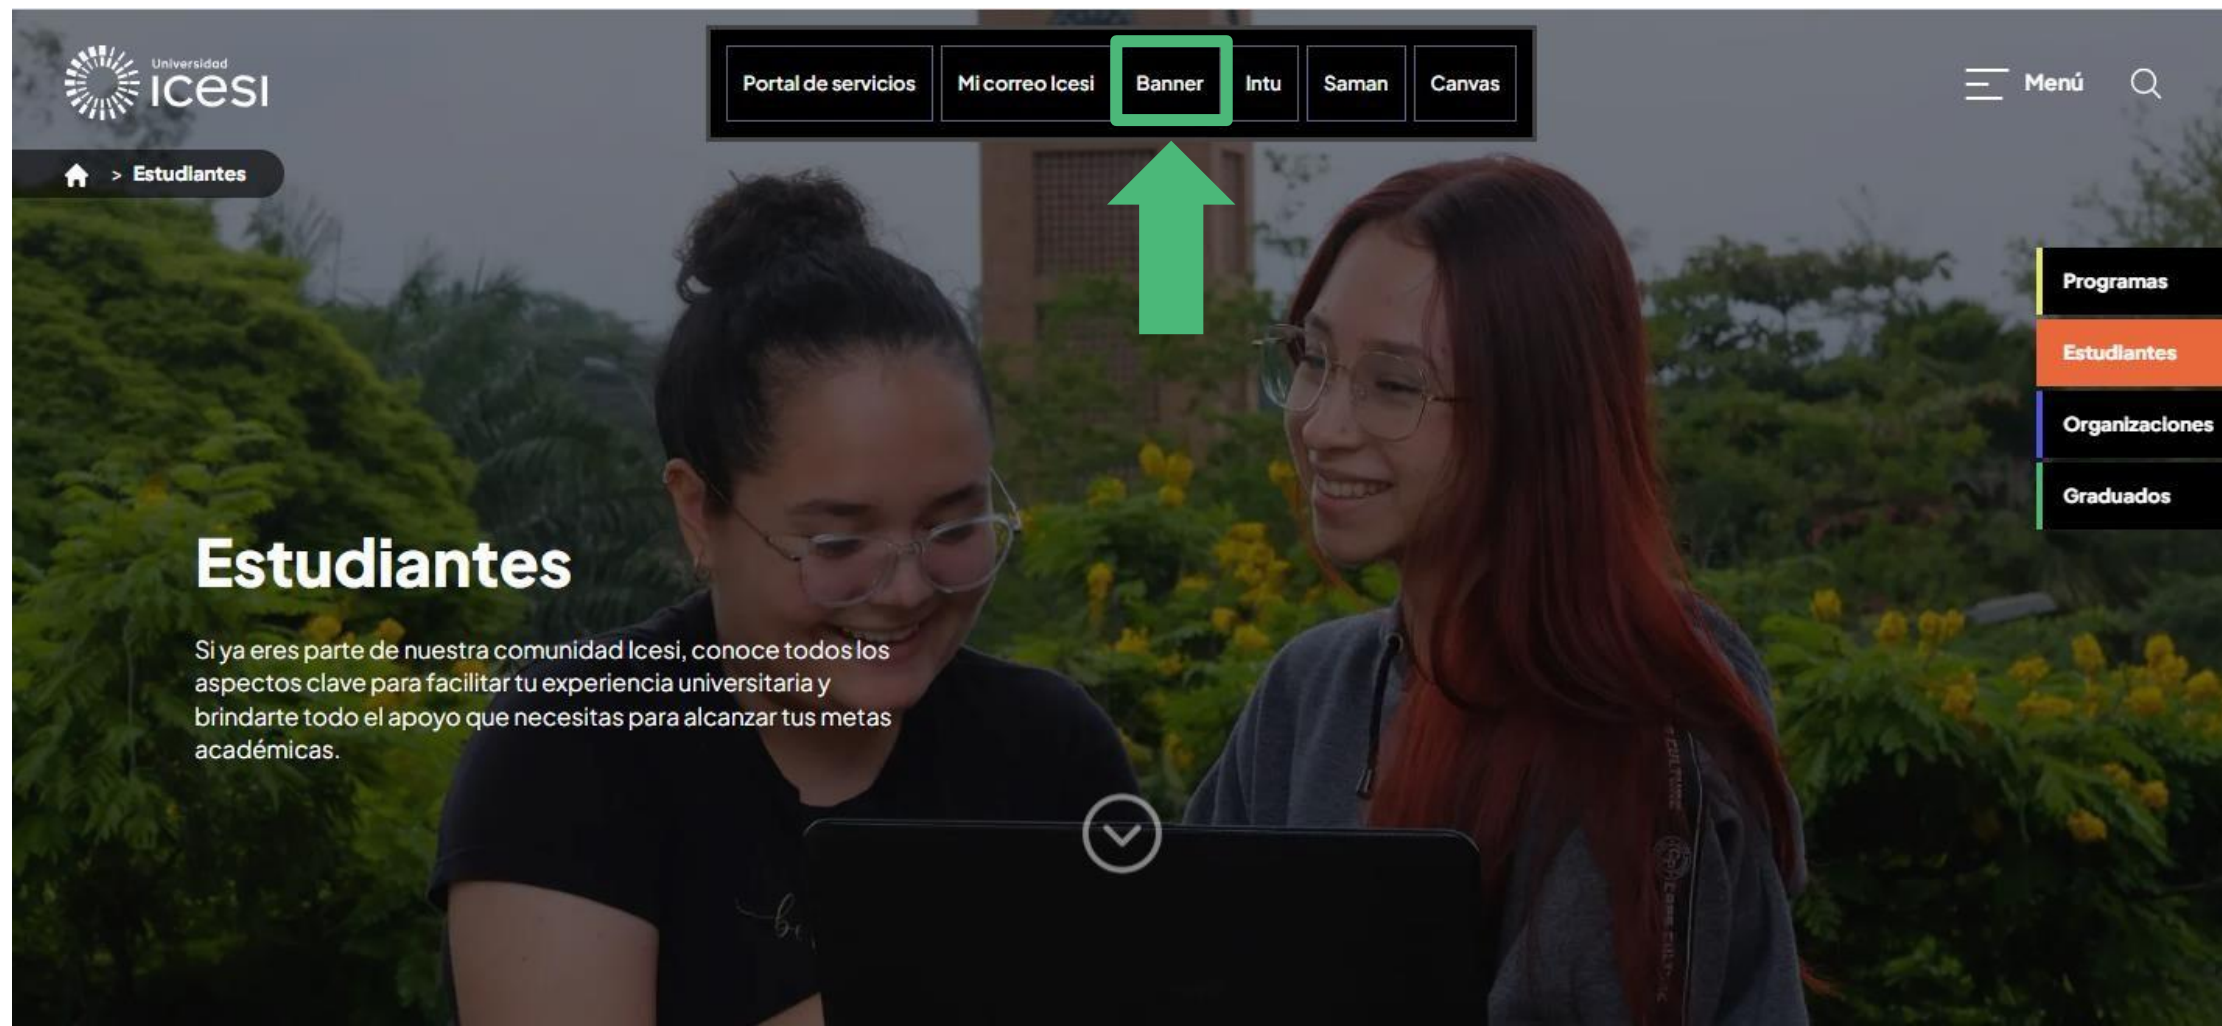 Universidad
icesi
Portal de servicios
Mi correo Icesi
Banner
Intu
Saman
Canvas
Menú
> Estudiantes
Programas
Estudiantes
Organizaciones
Graduados
Estudiantes
Si ya eres parte de nuestra comunidad Icesi, conoce todos los
aspectos clave para facilitar tu experiencia universitaria y
brindarte todo el apoyo que necesitas para alcanzar tus metas
académicas.